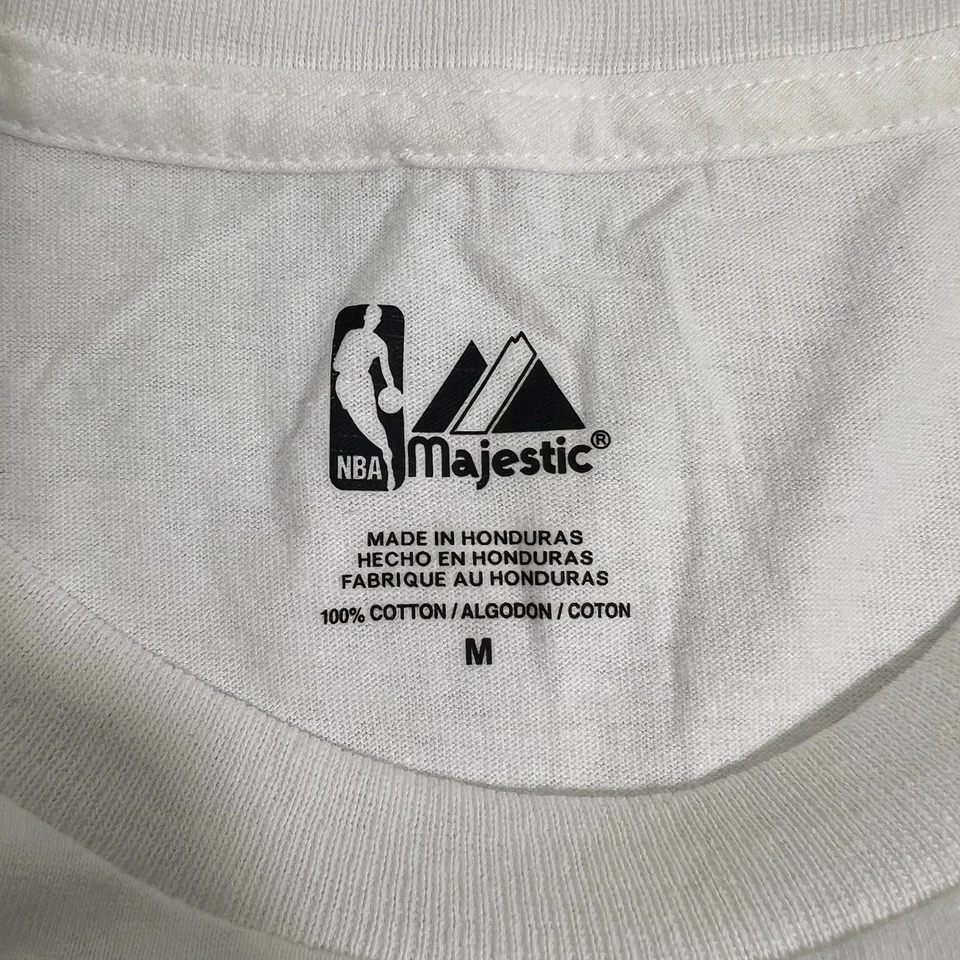 NBA
Majestic®
MADE IN HONDURAS
HECHO EN HONDURAS
FABRIQUE AU HONDURAS
100% COTTON / ALGODON / COTON
M